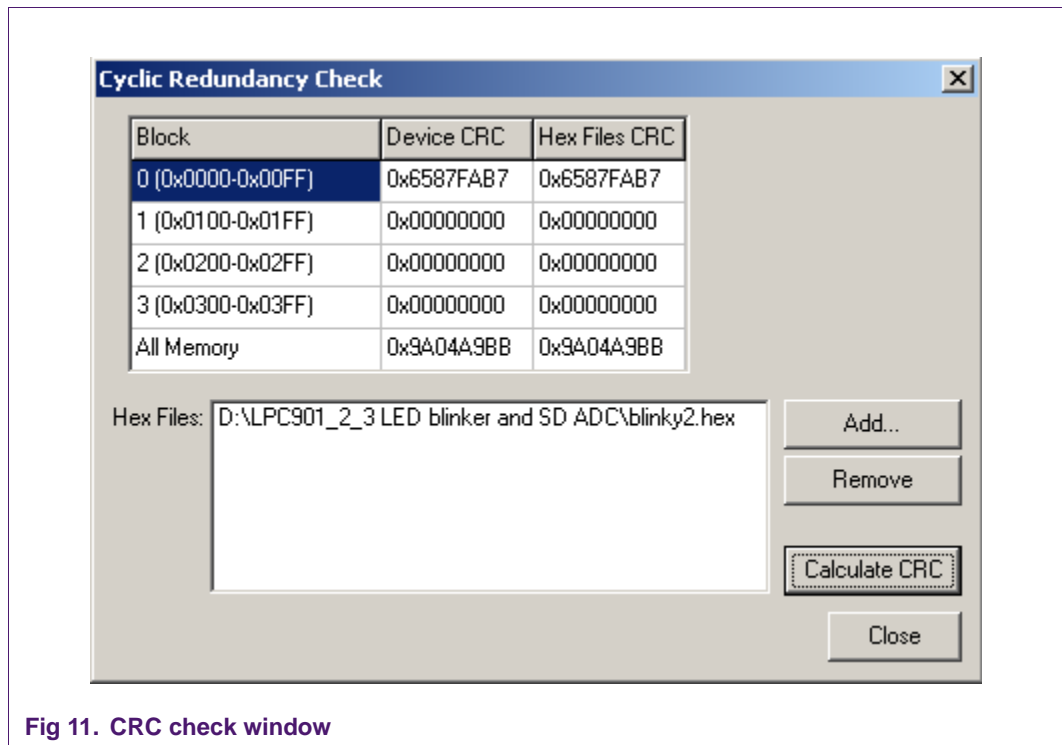 Cyclic Redundancy Check
Block Device CRC Hex Files CRC
0 (0x0000-0x00FF) 0x6587FAB7 0x6587FAB7
1 (0x0100-0x01FF) 0x00000000 0x00000000
2 (0x0200-0x02FF) 0x00000000 0x00000000
3 (0x0300-0x03FF) 0x00000000 0x00000000
All Memory 0x9A04A9BB 0x9A04A9BB
Hex Files: D:\LPC901_2_3 LED blinker and SD ADC\blinky2.hex
Add...
Remove
Calculate CRC
Close
Fig 11. CRC check window